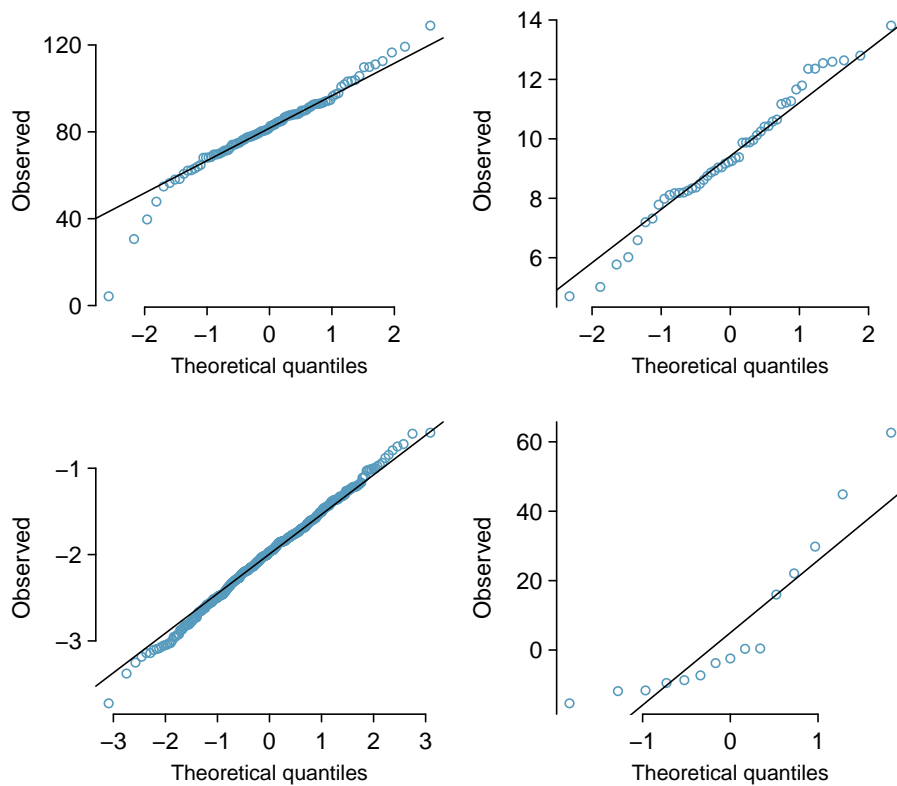 120
80
40
0
Observed
−2 −1 0 1 2
Theoretical quantiles
14
12
10
8
6
Observed
−2 −1 0 1 2
Theoretical quantiles
−1
−2
−3
Observed
−3 −2 −1 0 1 2 3
Theoretical quantiles
60
40
20
0
Observed
−1 0 1
Theoretical quantiles